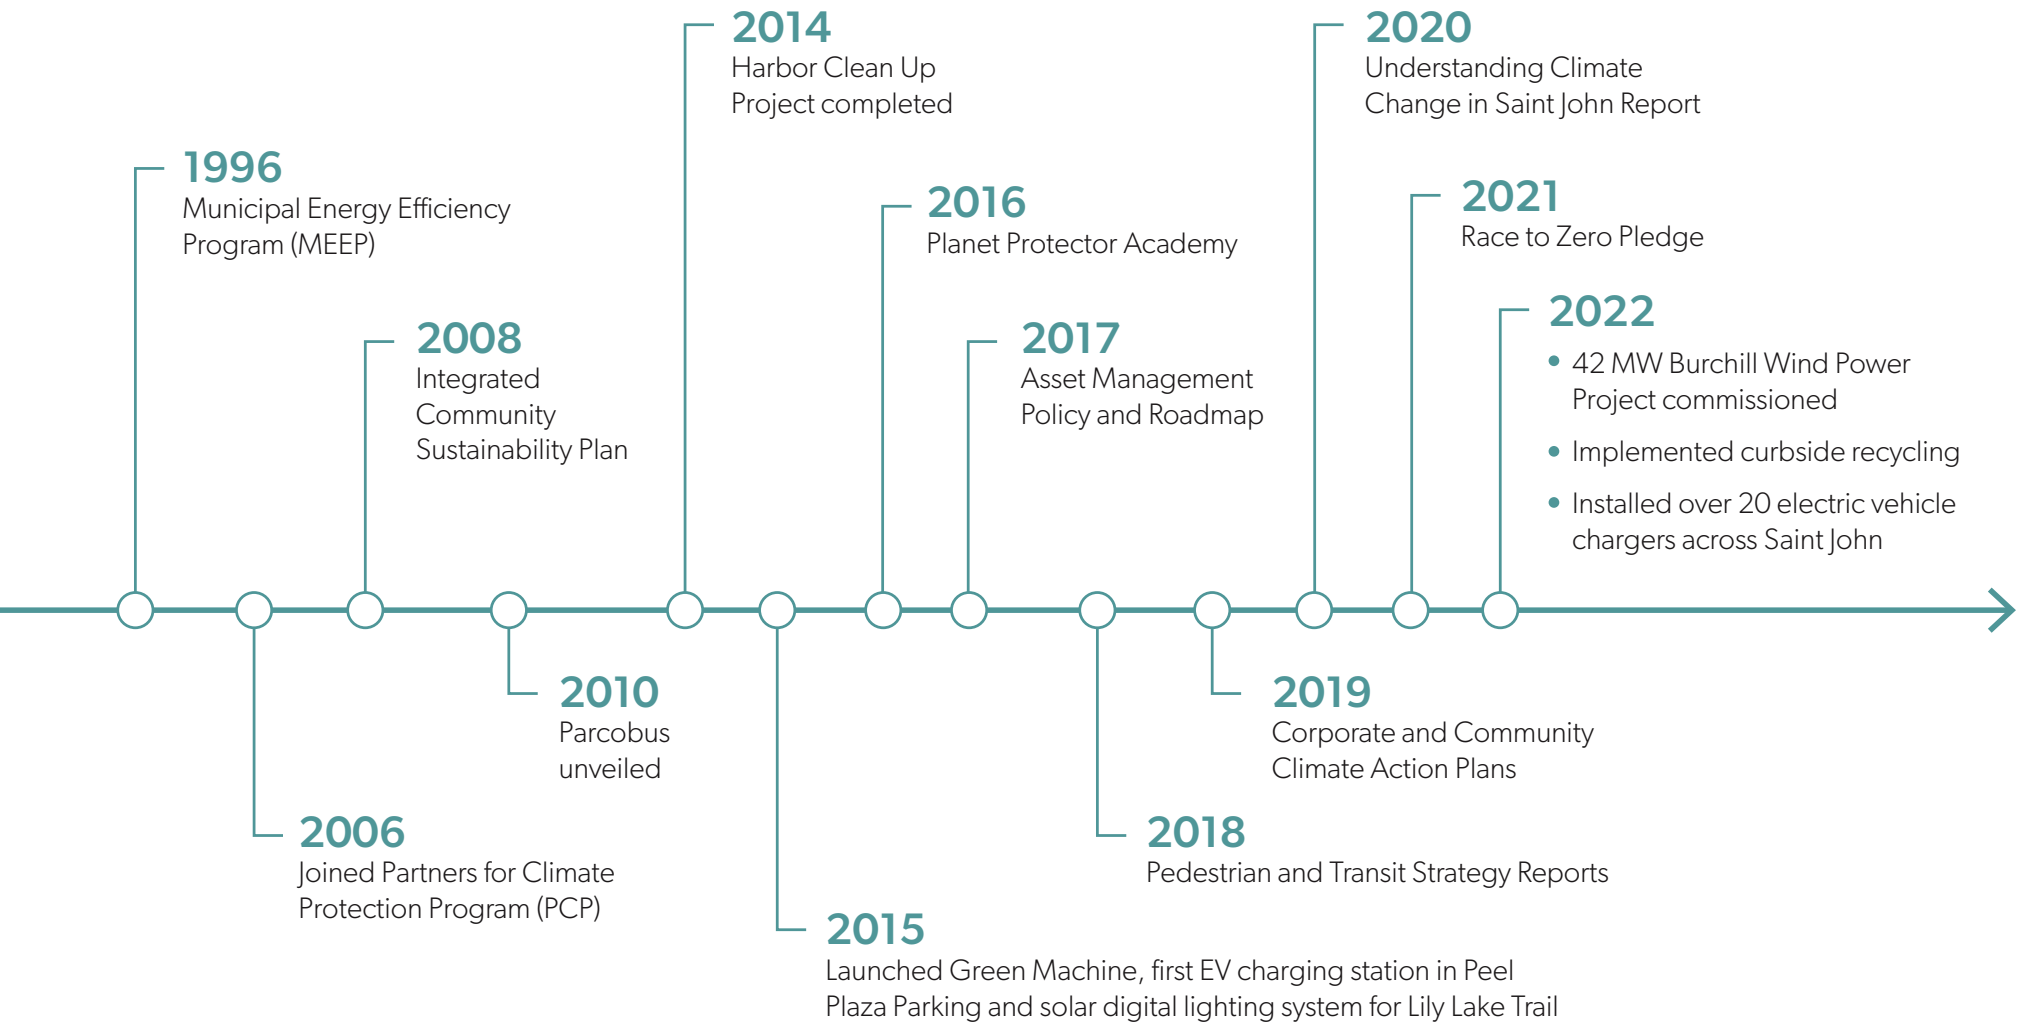 1996
Municipal Energy Efficiency
Program (MEEP)
2006
Joined Partners for Climate
Protection Program (PCP)
2008
Integrated
Community
Sustainability Plan
2010
Parcobus
unveiled
2014
Harbor Clean Up
Project completed
2015
Launched Green Machine, first EV charging station in Peel
Plaza Parking and solar digital lighting system for Lily Lake Trail
2016
Planet Protector Academy
2017
Asset Management
Policy and Roadmap
2018
Pedestrian and Transit Strategy Reports
2019
Corporate and Community
Climate Action Plans
2020
Understanding Climate
Change in Saint John Report
2021
Race to Zero Pledge
2022
• 42 MW Burchill Wind Power
Project commissioned
• Implemented curbside recycling
• Installed over 20 electric vehicle
chargers across Saint John